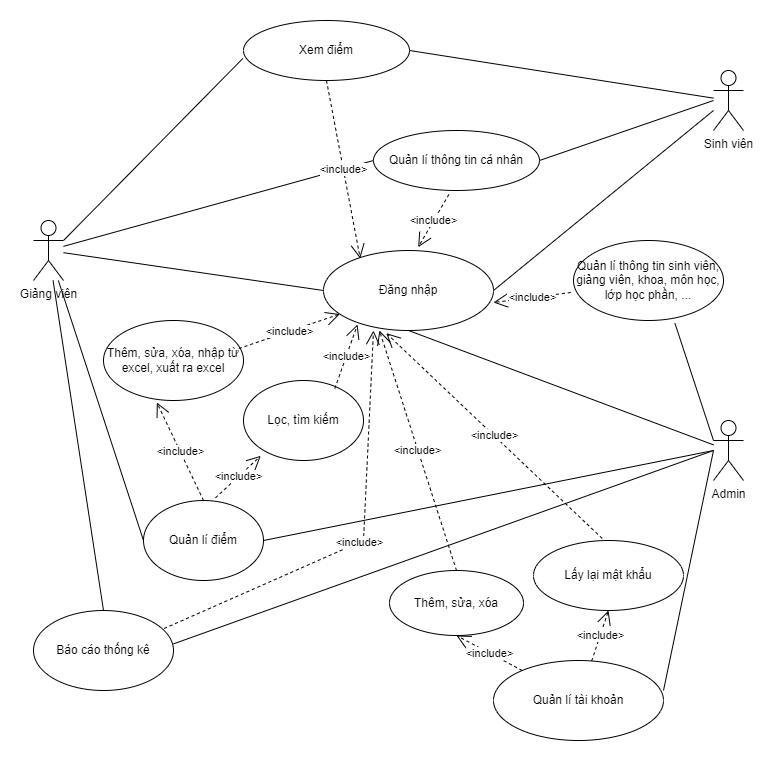 Xem điểm
Sinh viên
Quản lí thông tin cá nhân
<include>
<include>
Giảng viên
Đăng nhập
Quản lí thông tin sinh viên,
giảng viên, khoa, môn học,
lớp học phần, ...
<include>
<include>
Thêm, sửa, xóa, nhập từ
excel, xuất ra excel
<include>
Lọc, tìm kiếm
<include>
<include>
<include>
<include>
Admin
Quản lí điểm
<include>
Lấy lại mật khẩu
Thêm, sửa, xóa
<include>
Báo cáo thống kê
<include>
Quản lí tài khoản